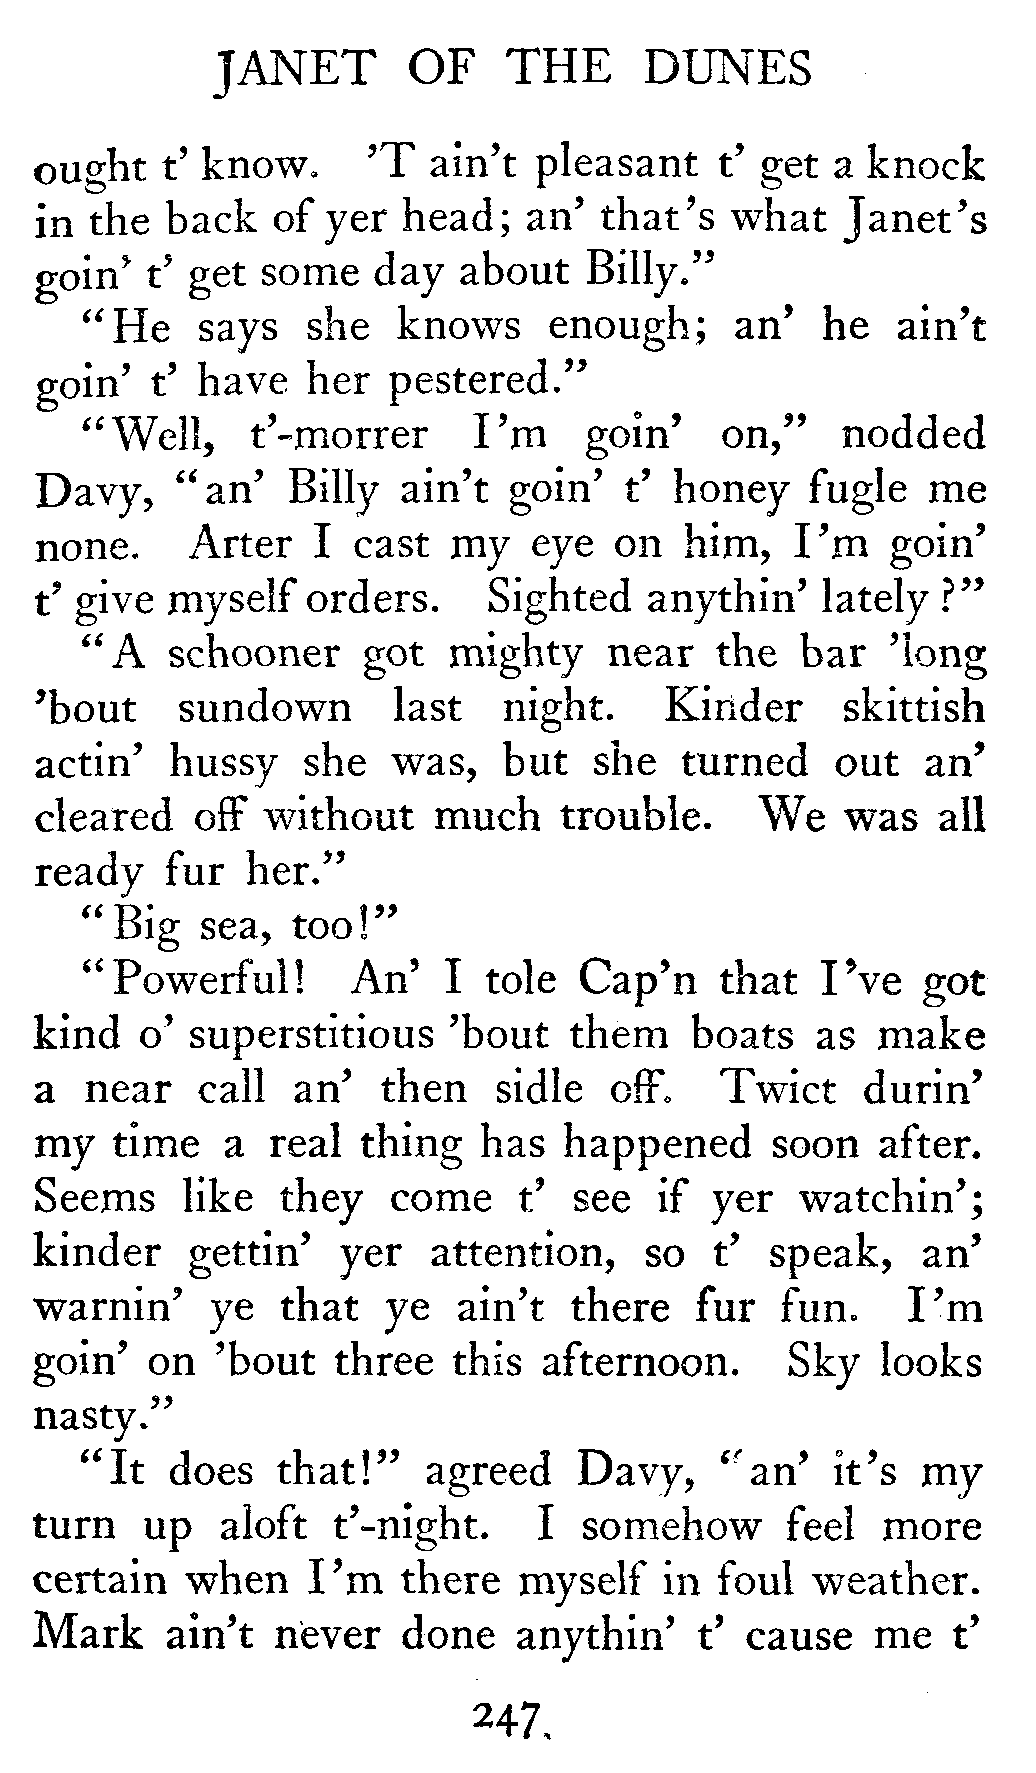 JANET OF THE DUNES
ought t' know. 'T ain't pleasant t' get a knock
in the back of yer head; an' that's what Janet's
goin' t' get some day about Billy."
"He says she knows enough; an' he ain't
goin' t' have her pestered."
"Well, t'-morrer I'm goin' on," nodded
Davy, "an' Billy ain't goin' t' honey fugle me
none. Arter I cast my eye on him, I'm goin'
t' give myself orders. Sighted anythin' lately?"
"A schooner got mighty near the bar 'long
'bout sundown last night. Kinder skittish
actin' hussy she was, but she turned out an'
cleared off without much trouble. We was all
ready fur her."
"Big sea, too!"
"Powerful! An' I tole Cap'n that I've got
kind o' superstitious 'bout them boats as make
a near call an' then sidle off. Twict durin'
my time a real thing has happened soon after.
Seems like they come t' see if yer watchin';
kinder gettin' yer attention, so t' speak, an'
warnin' ye that ye ain't there fur fun. I'm
goin' on 'bout three this afternoon. Sky looks
nasty."
"It does that!" agreed Davy, "an' it's my
turn up aloft t'-night. I somehow feel more
certain when I'm there myself in foul weather.
Mark ain't never done anythin' t' cause me t'
247